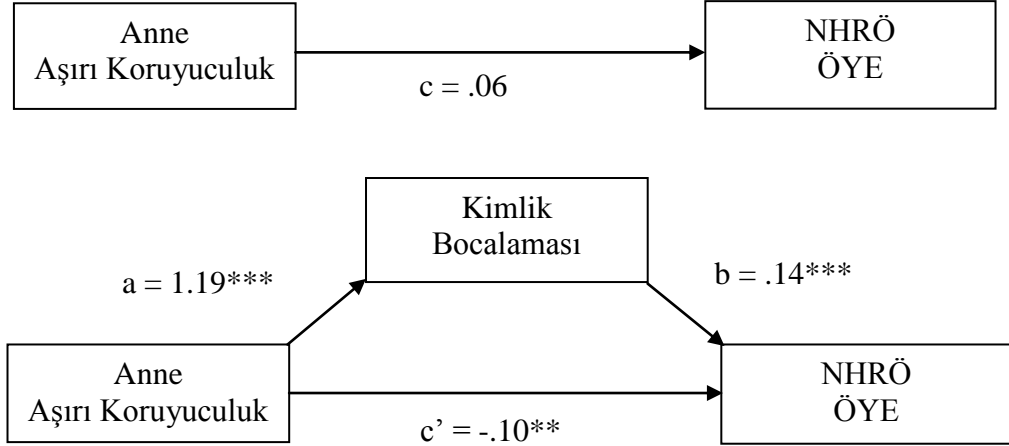 Anne
Aşırı Koruyuculuk
NHRÖ
ÖYE
c = .06
Kimlik
Bocalaması
a = 1.19***
b = .14***
Anne
Aşırı Koruyuculuk
NHRÖ
ÖYE
c’ = -.10**